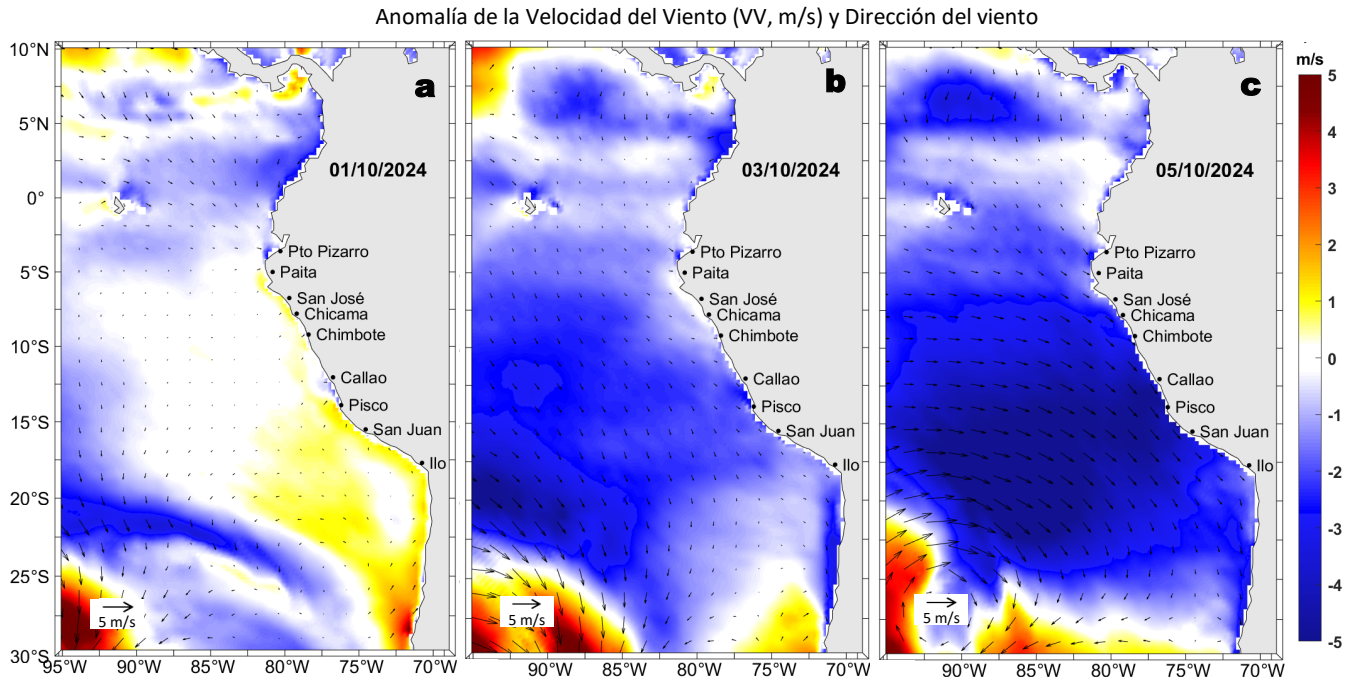 Anomalía de la Velocidad del Viento (VV, m/s) y Dirección del viento
10°N
5°N
0°
5°S
10°S
15°S
20°S
25°S
30°S
a
01/10/2024
Pto Pizarro
Paita
San José
Chicama
Chimbote
Callao
Pisco
San Juan
Ilo
5 m/s
95°W
90°W
85°W
80°W
75°W
70°W
b
03/10/2024
Pto Pizarro
Paita
San José
Chicama
Chimbote
Callao
Pisco
San Juan
Ilo
5 m/s
90°W
85°W
80°W
75°W
70°W
c
05/10/2024
Pto Pizarro
Paita
San José
Chicama
Chimbote
Callao
Pisco
San Juan
Ilo
5 m/s
90°W
85°W
80°W
75°W
70°W
m/s
5
4
3
2
1
0
-1
-2
-3
-4
-5